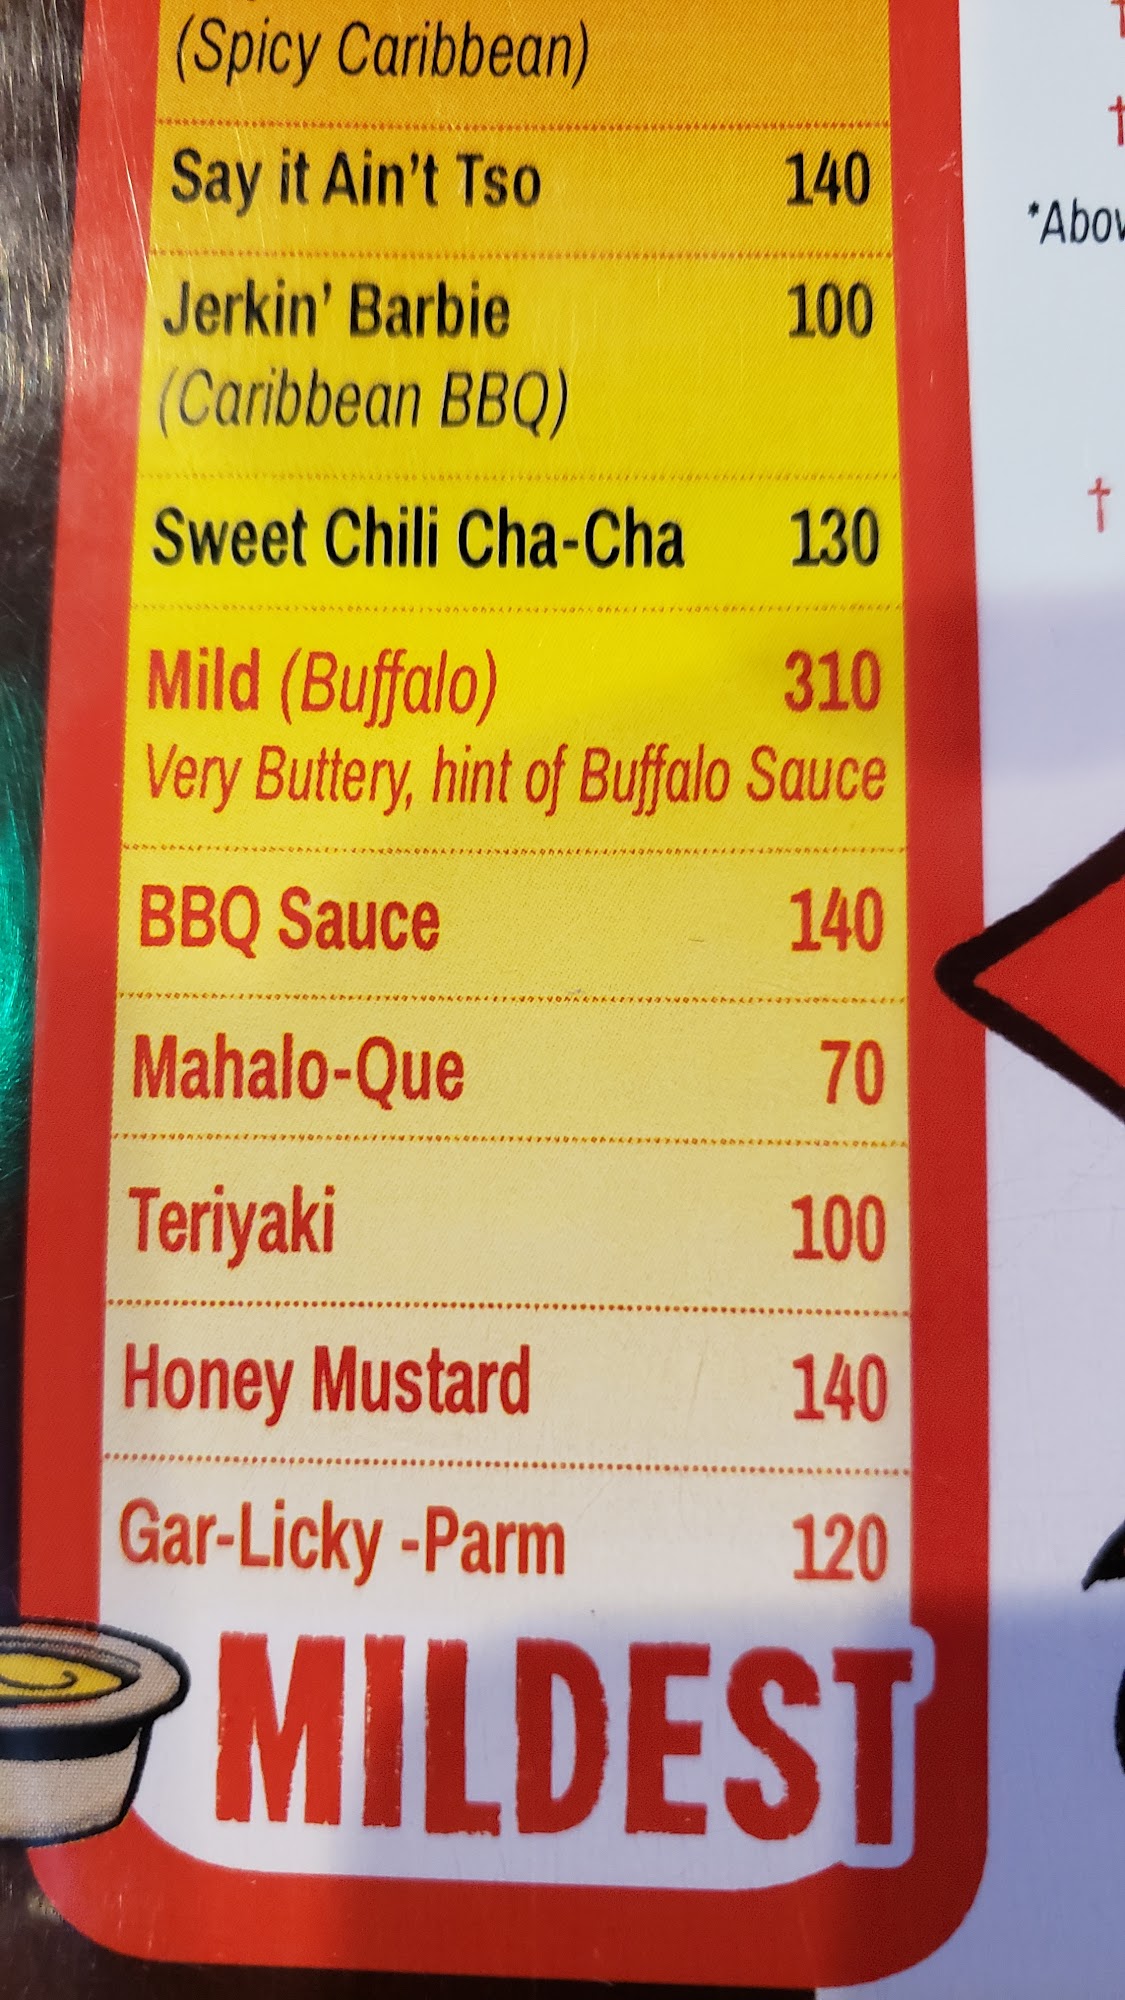 (Spicy Caribbean)
Say it Ain't Tso 140
Jerkin' Barbie 100
(Caribbean BBQ)
Sweet Chili Cha-Cha 130
Mild (Buffalo) 310
Very Buttery, hint of Buffalo Sauce
BBQ Sauce 140
Mahalo-Que 70
Teriyaki 100
Honey Mustard 140
Gar-Licky -Parm 120
MILDEST
†
†